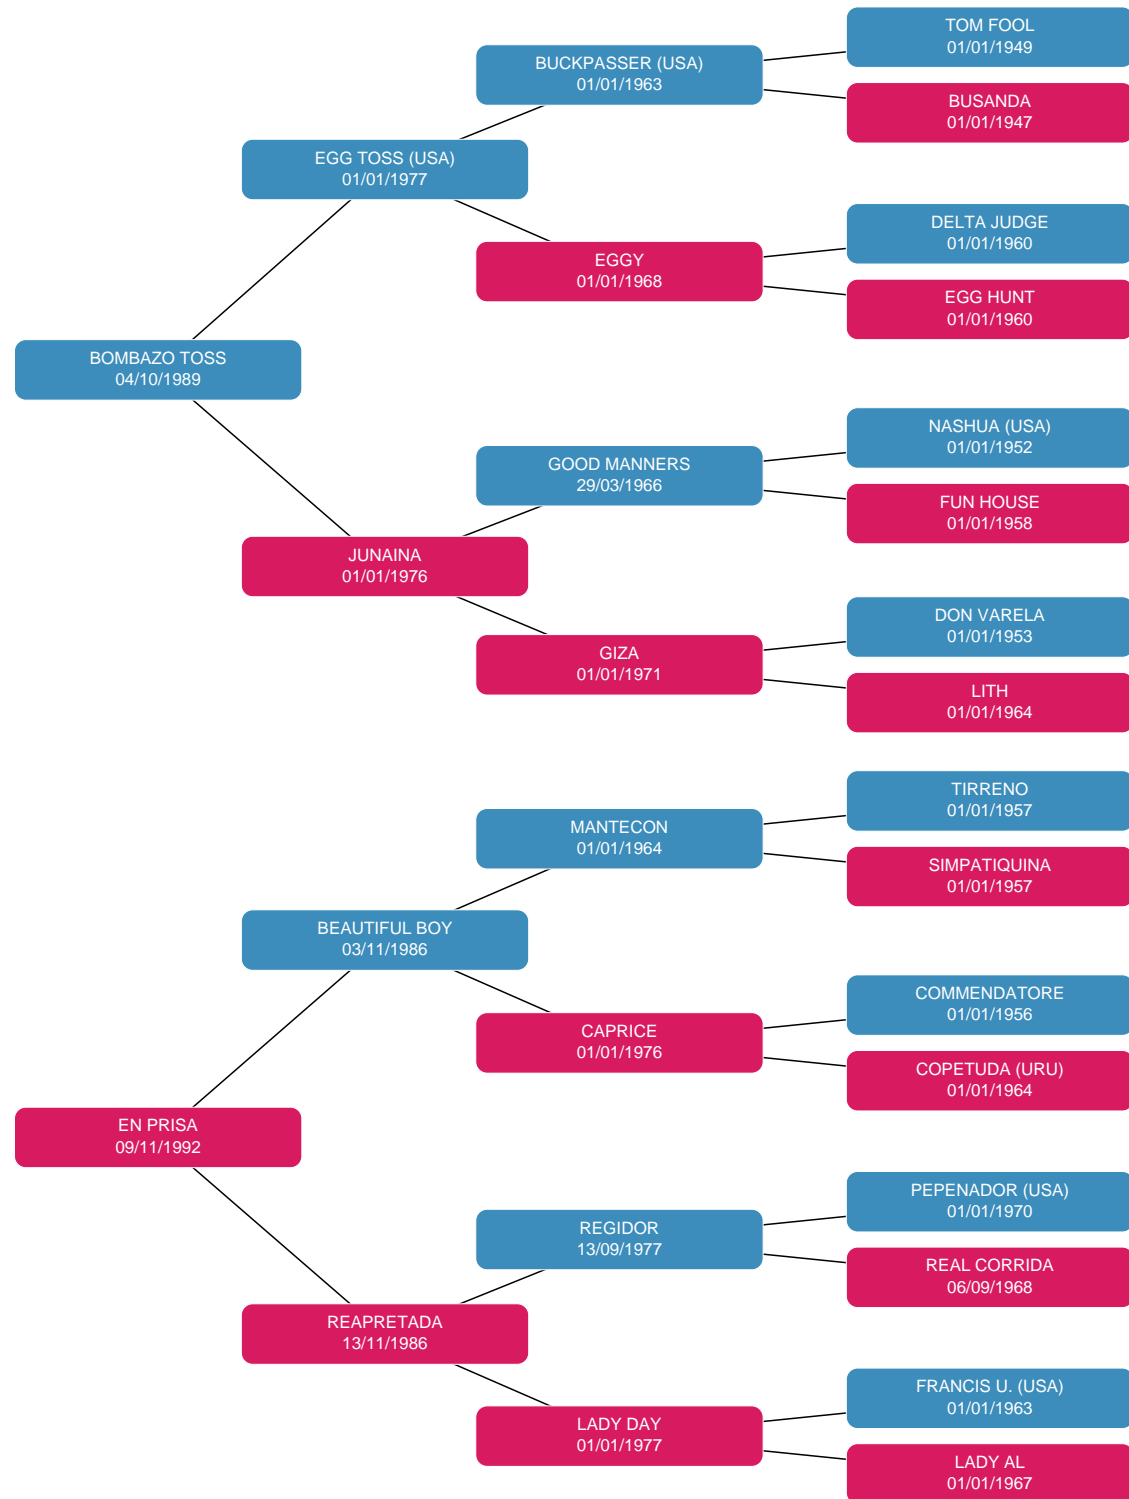 TOM FOOL
01/01/1949
BUCKPASSER (USA)
01/01/1963
BUSANDA
01/01/1947
EGG TOSS (USA)
01/01/1977
DELTA JUDGE
01/01/1960
EGGY
01/01/1968
EGG HUNT
01/01/1960
BOMBAZO TOSS
04/10/1989
NASHUA (USA)
01/01/1952
GOOD MANNERS
29/03/1966
FUN HOUSE
01/01/1958
JUNAINA
01/01/1976
DON VARELA
01/01/1953
GIZA
01/01/1971
LITH
01/01/1964
TIRRENO
01/01/1957
MANTECON
01/01/1964
SIMPATIQUINA
01/01/1957
BEAUTIFUL BOY
03/11/1986
COMMENDATORE
01/01/1956
CAPRICE
01/01/1976
COPETUDA (URU)
01/01/1964
EN PRISA
09/11/1992
PEPENADOR (USA)
01/01/1970
REGIDOR
13/09/1977
REAL CORRIDA
06/09/1968
REAPRETADA
13/11/1986
FRANCIS U. (USA)
01/01/1963
LADY DAY
01/01/1977
LADY AL
01/01/1967